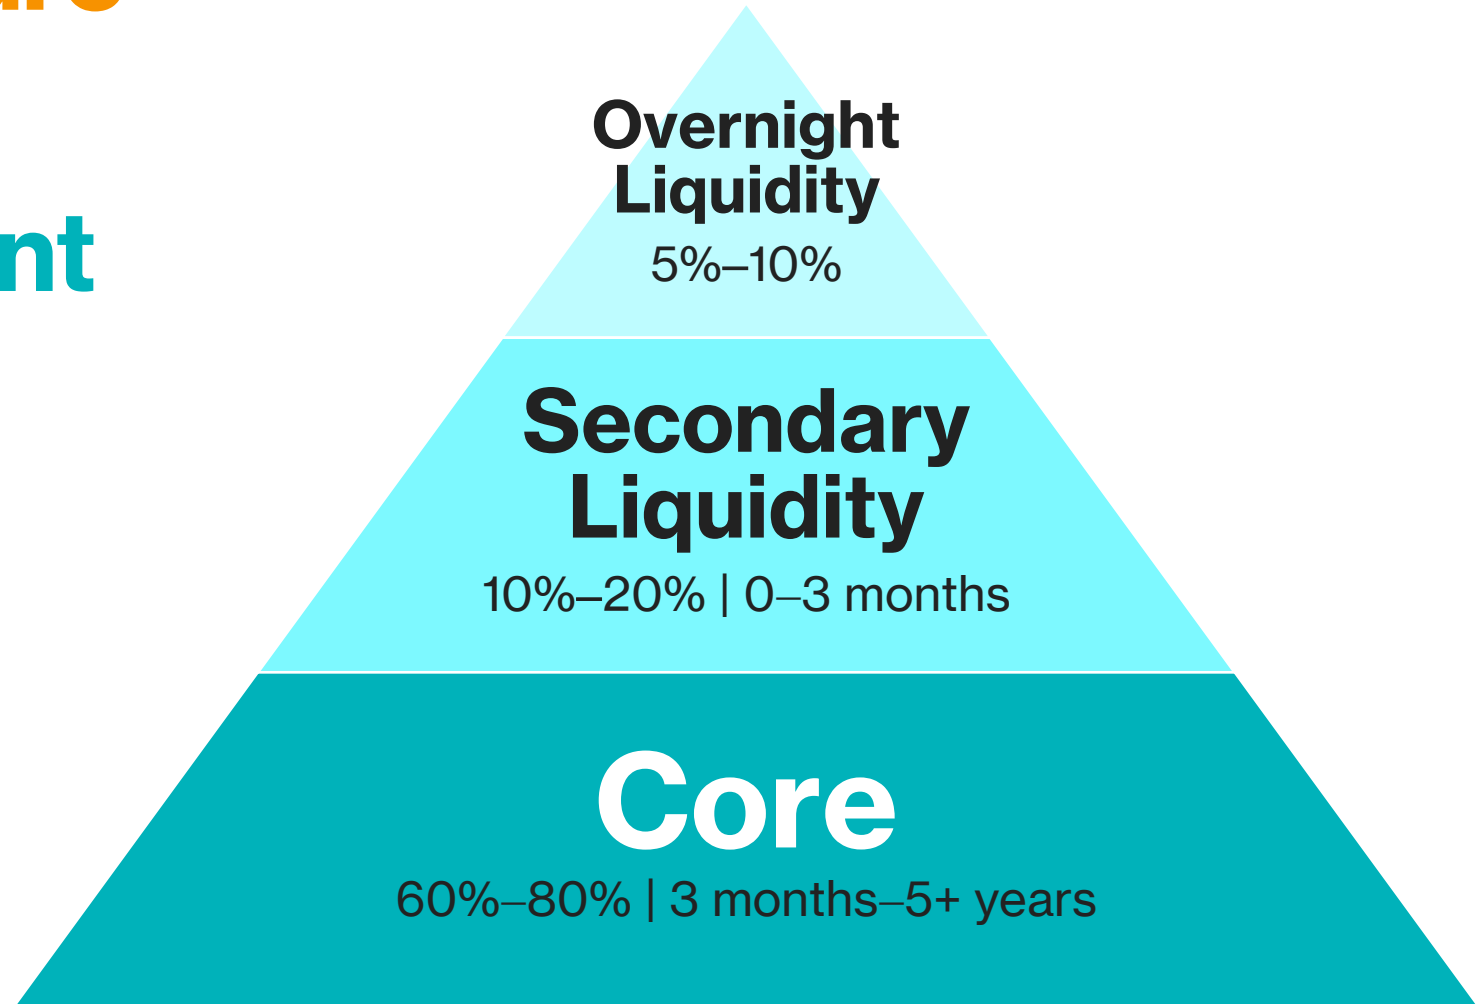 Overnight
Liquidity
5%–10%
Secondary
Liquidity
10%–20% | 0–3 months
Core
60%–80% | 3 months–5+ years